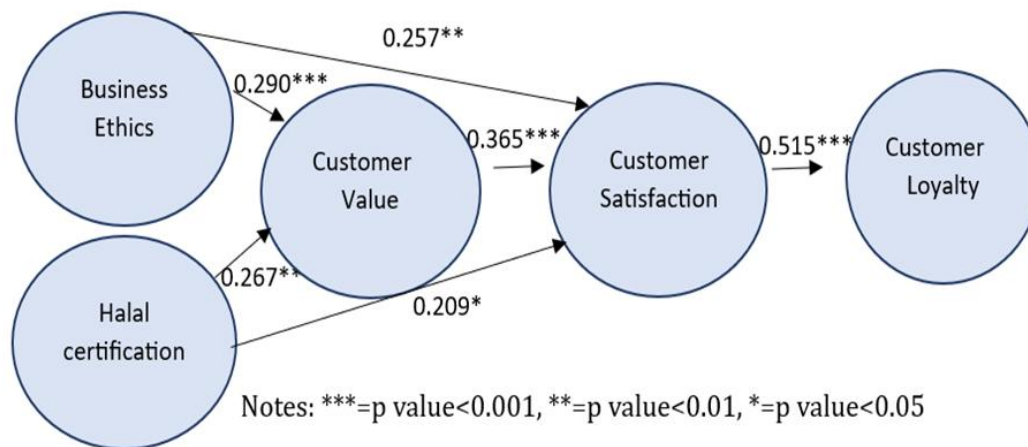 Business
Ethics
0.257**
0.290***
Customer
Value
0.365***
Customer
Satisfaction
0.515***
Customer
Loyalty
Halal
certification
0.267**
0.209*
Notes: ***=p value<0.001, **=p value<0.01, *=p value<0.05